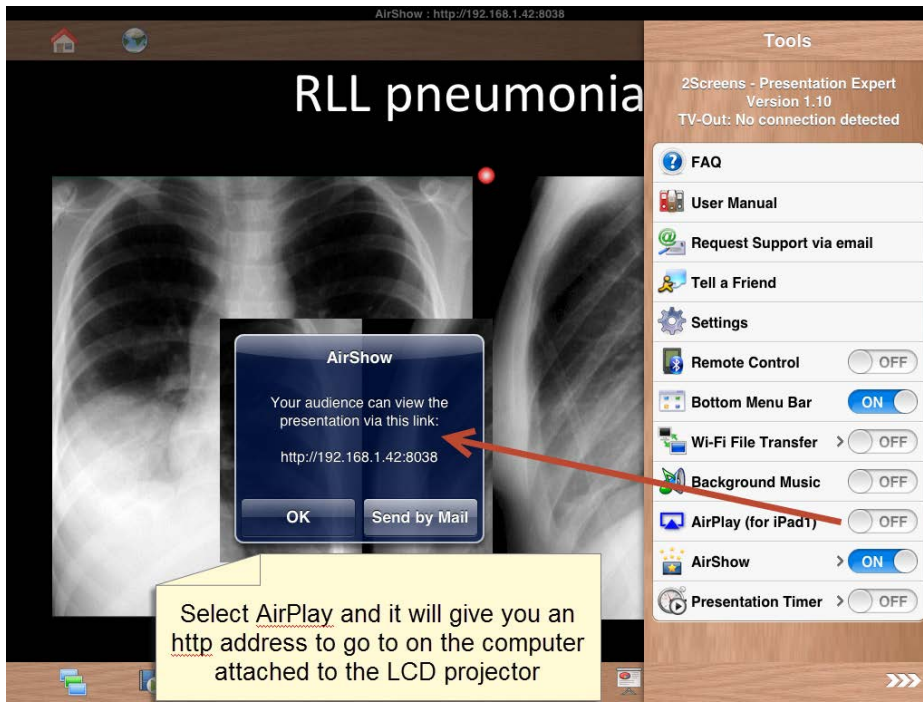 AirShow : http://192.168.1.42:8038
Tools
RLL pneumonia
2Screens - Presentation Expert
Version 1.10
TV-Out: No connection detected
FAQ
User Manual
Request Support via email
Tell a Friend
Settings
Remote Control OFF
Bottom Menu Bar ON
Wi-Fi File Transfer > OFF
Background Music OFF
AirPlay (for iPad1) OFF
AirShow > ON
Presentation Timer > OFF
AirShow
Your audience can view the
presentation via this link:
http://192.168.1.42:8038
OK Send by Mail
Select AirPlay and it will give you an
http address to go to on the computer
attached to the LCD projector